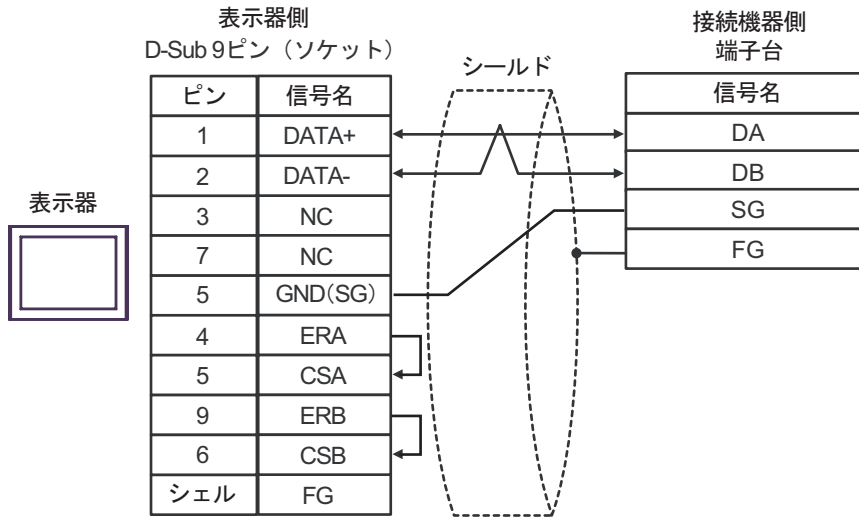 表示器側
D-Sub 9ピン（ソケット）
接続機器側
端子台
シールド
ピン 信号名
1 DATA+
2 DATA-
3 NC
7 NC
5 GND(SG)
4 ERA
5 CSA
9 ERB
6 CSB
シェル FG
表示器
信号名
DA
DB
SG
FG